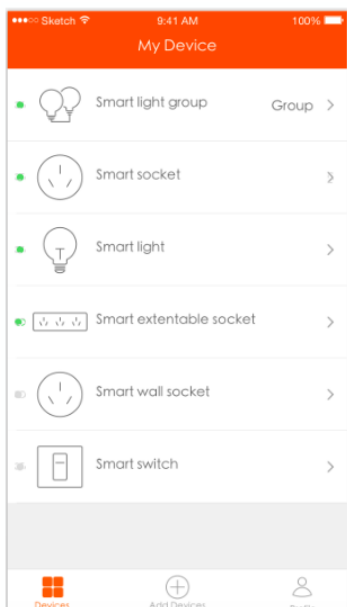 Sketch 9:41 AM 100%
My Device
Smart light group Group
Smart socket
Smart light
Smart extentable socket
Smart wall socket
Smart switch
Devices Add Devices